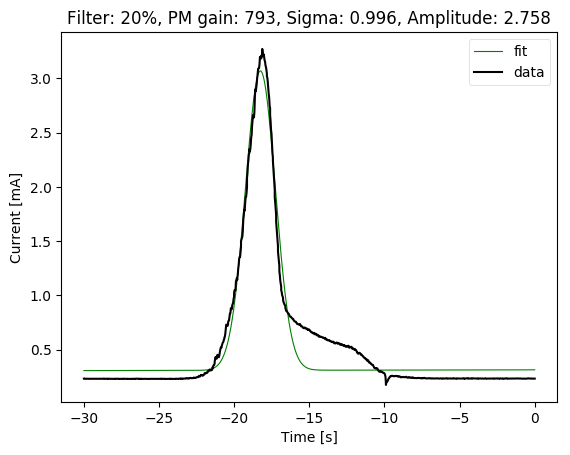 Filter: 20%, PM gain: 793, Sigma: 0.996, Amplitude: 2.758
fit
data
Current [mA]
3.0
2.5
2.0
1.5
1.0
0.5
−30 −25 −20 −15 −10 −5 0
Time [s]